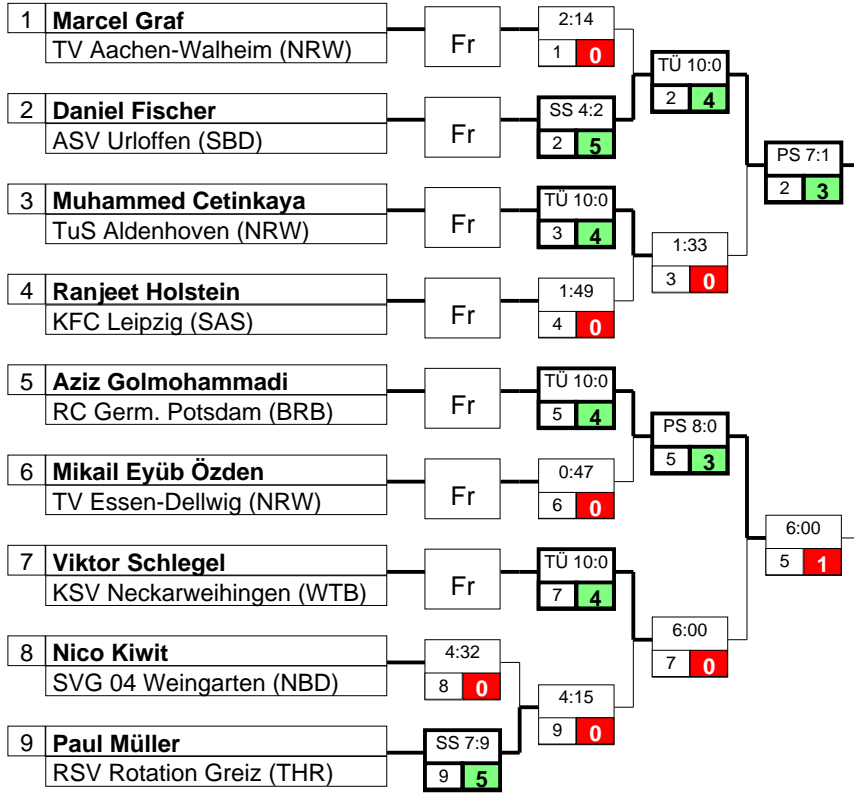 1 Marcel Graf
TV Aachen-Walheim (NRW)
Fr
2:14
1 0
TÜ 10:0
2 4
2 Daniel Fischer
ASV Urloffen (SBD)
Fr
SS 4:2
2 5
PS 7:1
2 3
3 Muhammed Cetinkaya
TuS Aldenhoven (NRW)
Fr
TÜ 10:0
3 4
1:33
3 0
4 Ranjeet Holstein
KFC Leipzig (SAS)
Fr
1:49
4 0
5 Aziz Golmohammadi
RC Germ. Potsdam (BRB)
Fr
TÜ 10:0
5 4
PS 8:0
5 3
6 Mikail Eyüb Özden
TV Essen-Dellwig (NRW)
Fr
0:47
6 0
6:00
5 1
7 Viktor Schlegel
KSV Neckarweihingen (WTB)
Fr
TÜ 10:0
7 4
6:00
7 0
8 Nico Kiwit
SVG 04 Weingarten (NBD)
4:32
8 0
4:15
9 0
9 Paul Müller
RSV Rotation Greiz (THR)
SS 7:9
9 5